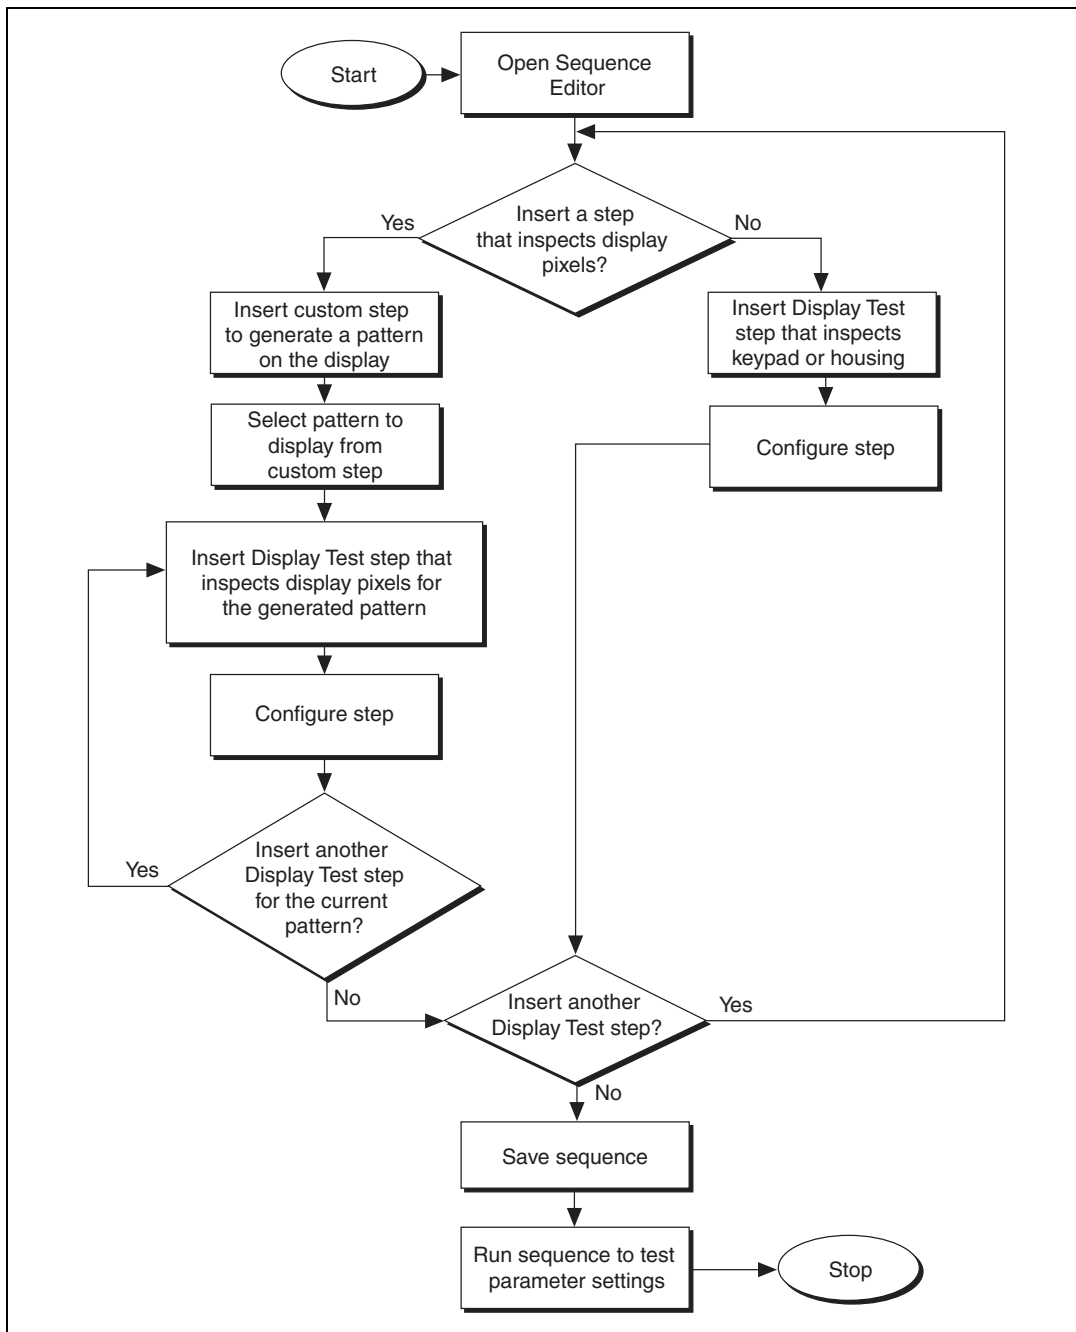 Start
Open Sequence
Editor
Insert a step
that inspects display
pixels?
Yes
No
Insert custom step
to generate a pattern
on the display
Insert Display Test
step that inspects
keypad or housing
Select pattern to
display from
custom step
Configure step
Insert Display Test step that
inspects display pixels for
the generated pattern
Configure step
Insert another
Display Test step
for the current
pattern?
Yes
No
Insert another
Display Test step?
Yes
No
Save sequence
Run sequence to test
parameter settings
Stop